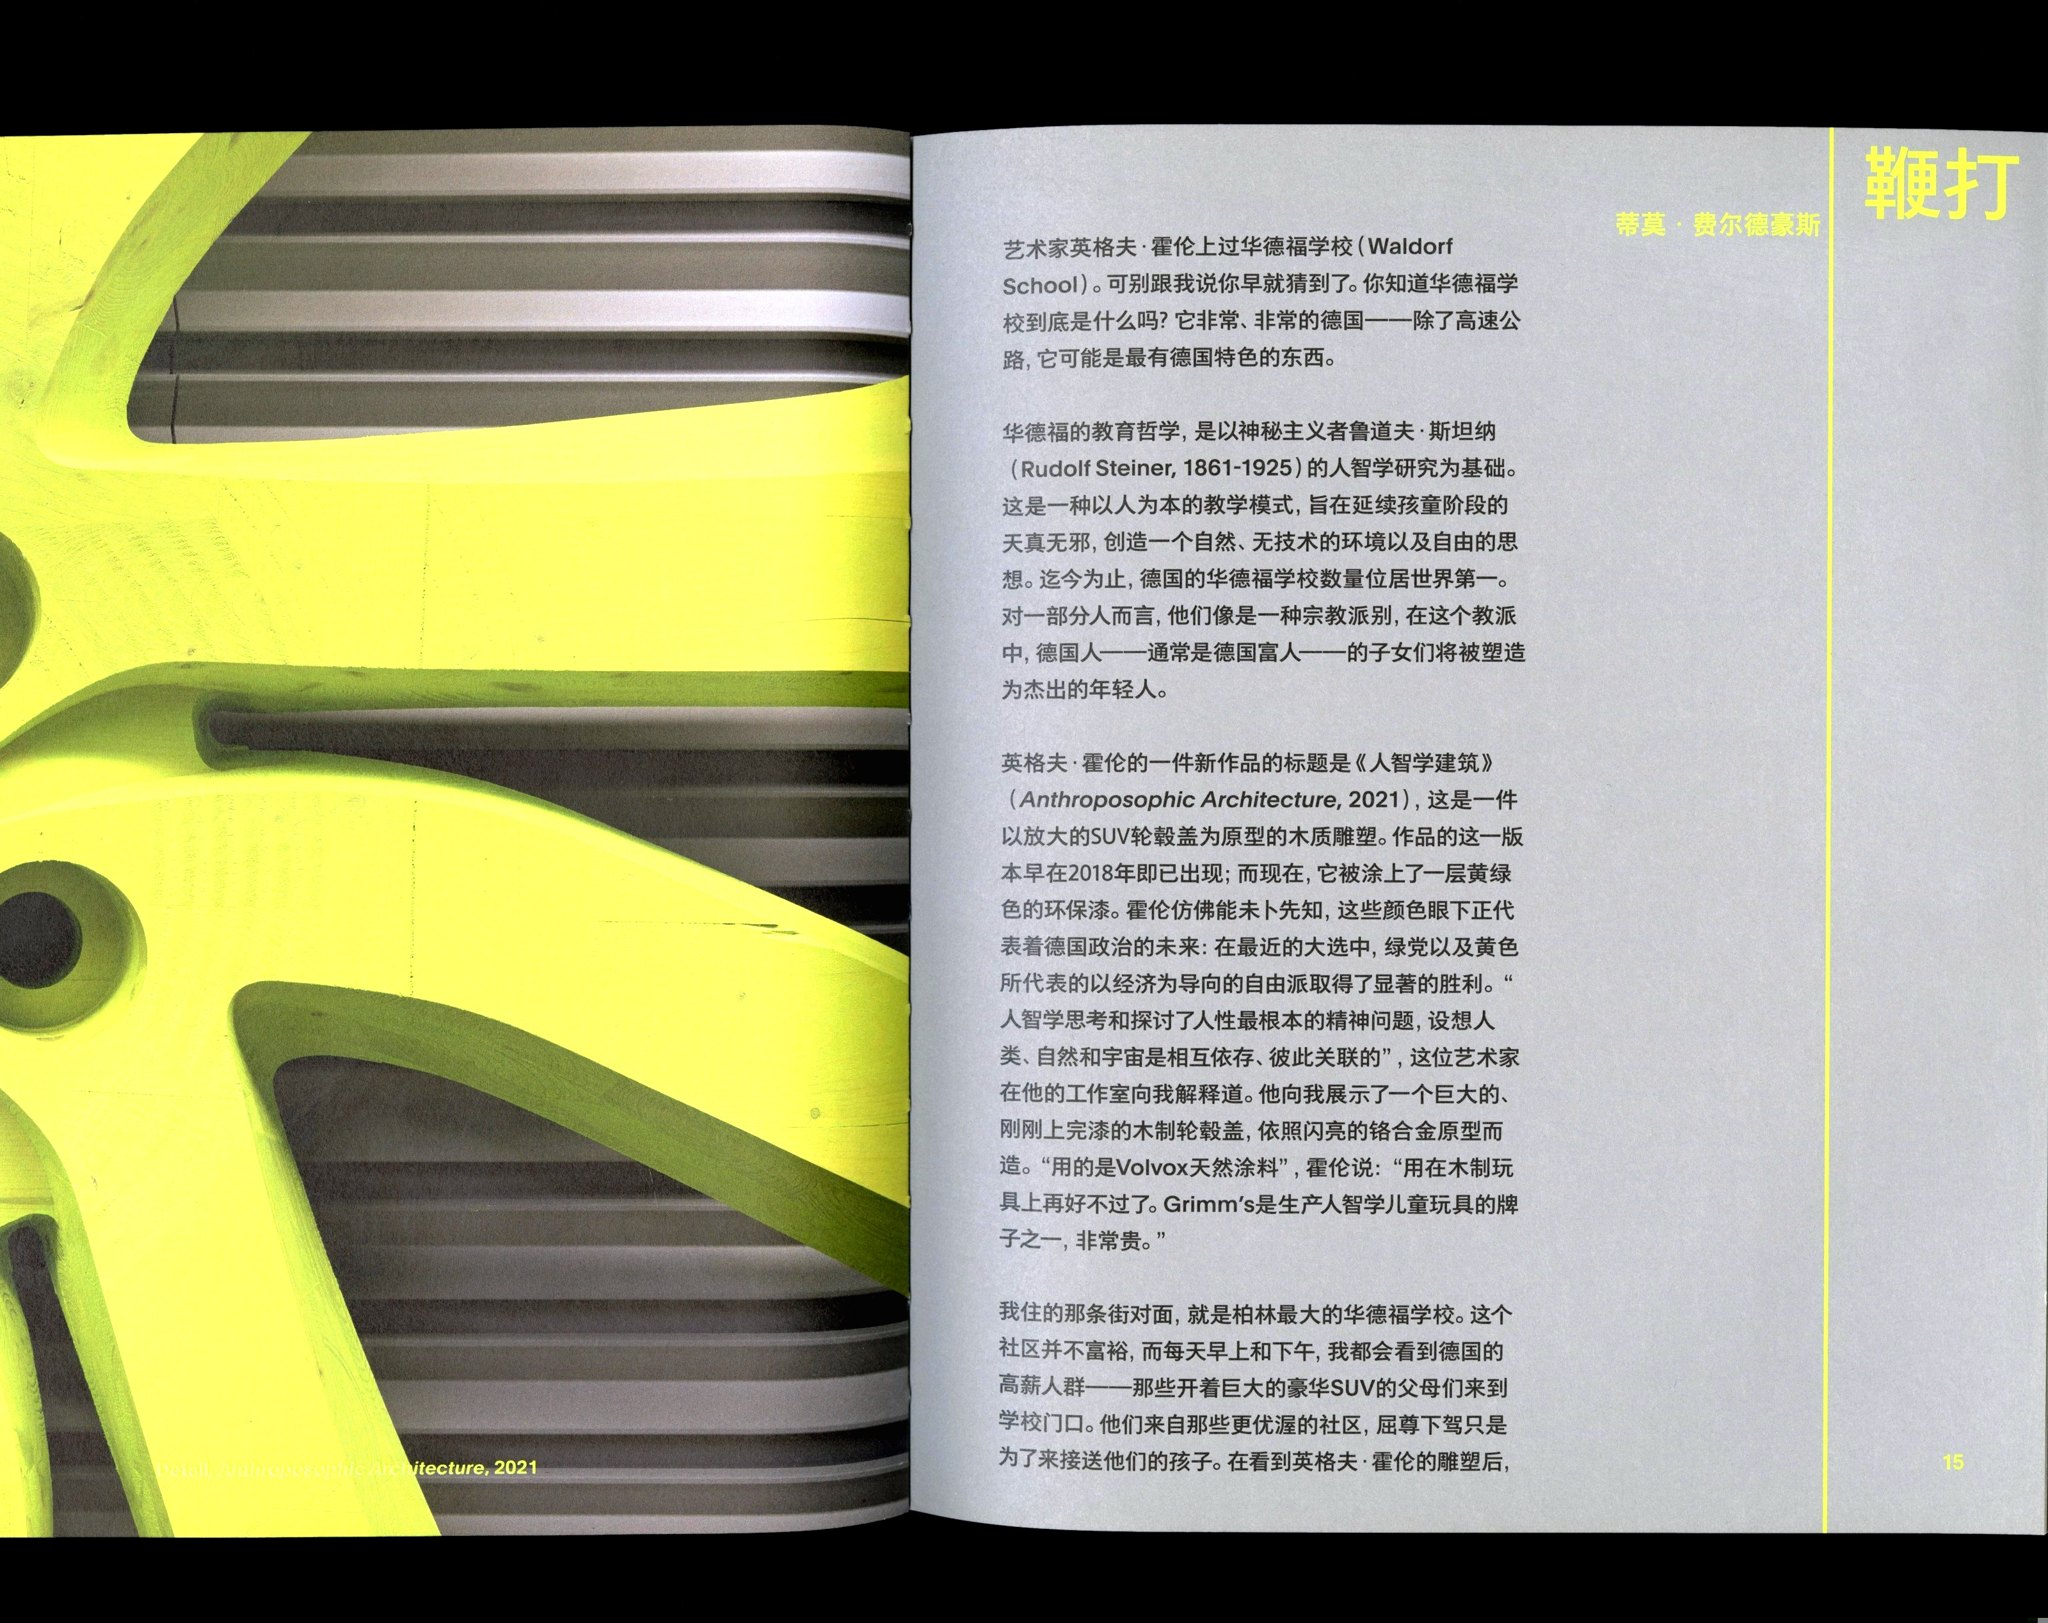 Detail, Anthroposophic Architecture, 2021
鞭打
蒂莫 · 费尔德豪斯
艺术家英格夫·霍伦上过华德福学校（Waldorf
School）。可别跟我说你早就猜到了。你知道华德福学
校到底是什么吗？它非常、非常的德国——除了高速公
路，它可能是最有德国特色的东西。
华德福的教育哲学，是以神秘主义者鲁道夫·斯坦纳
（Rudolf Steiner, 1861-1925）的人智学研究为基础。
这是一种以人为本的教学模式，旨在延续孩童阶段的
天真无邪，创造一个自然、无技术的环境以及自由的思
想。迄今为止，德国的华德福学校数量位居世界第一。
对一部分人而言，他们像是一种宗教派别，在这个教派
中，德国人——通常是德国富人——的子女们将被塑造
为杰出的年轻人。
英格夫·霍伦的一件新作品的标题是《人智学建筑》
（Anthroposophic Architecture, 2021），这是一件
以放大的SUV轮毂盖为原型的木质雕塑。作品的这一版
本早在2018年即已出现；而现在，它被涂上了一层黄绿
色的环保漆。霍伦仿佛能未卜先知，这些颜色眼下正代
表着德国政治的未来：在最近的大选中，绿党以及黄色
所代表的以经济为导向的自由派取得了显著的胜利。“
人智学思考和探讨了人性最根本的精神问题，设想人
类、自然和宇宙是相互依存、彼此关联的”，这位艺术家
在他的工作室向我解释道。他向我展示了一个巨大的、
刚刚上完漆的木制轮毂盖，依照闪亮的铬合金原型而
造。“用的是Volvox天然涂料”，霍伦说：“用在木制玩
具上再好不过了。Grimm’s是生产人智学儿童玩具的牌
子之一，非常贵。”
我住的那条街对面，就是柏林最大的华德福学校。这个
社区并不富裕，而每天早上和下午，我都会看到德国的
高薪人群——那些开着巨大的豪华SUV的父母们来到
学校门口。他们来自那些更优渥的社区，屈尊下驾只是
为了来接送他们的孩子。在看到英格夫·霍伦的雕塑后，
15